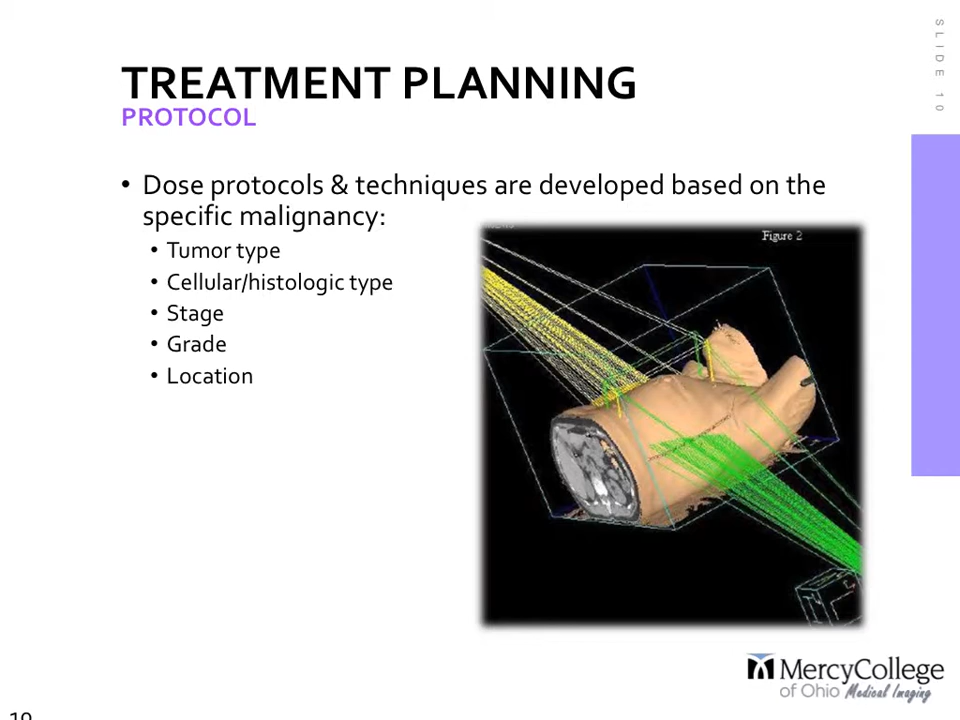 SLIDE 10
TREATMENT PLANNING
PROTOCOL
• Dose protocols & techniques are developed based on the
specific malignancy:
• Tumor type
• Cellular/histologic type
• Stage
• Grade
• Location
Figure 2
MercyCollege
of Ohio Medical Imaging
10